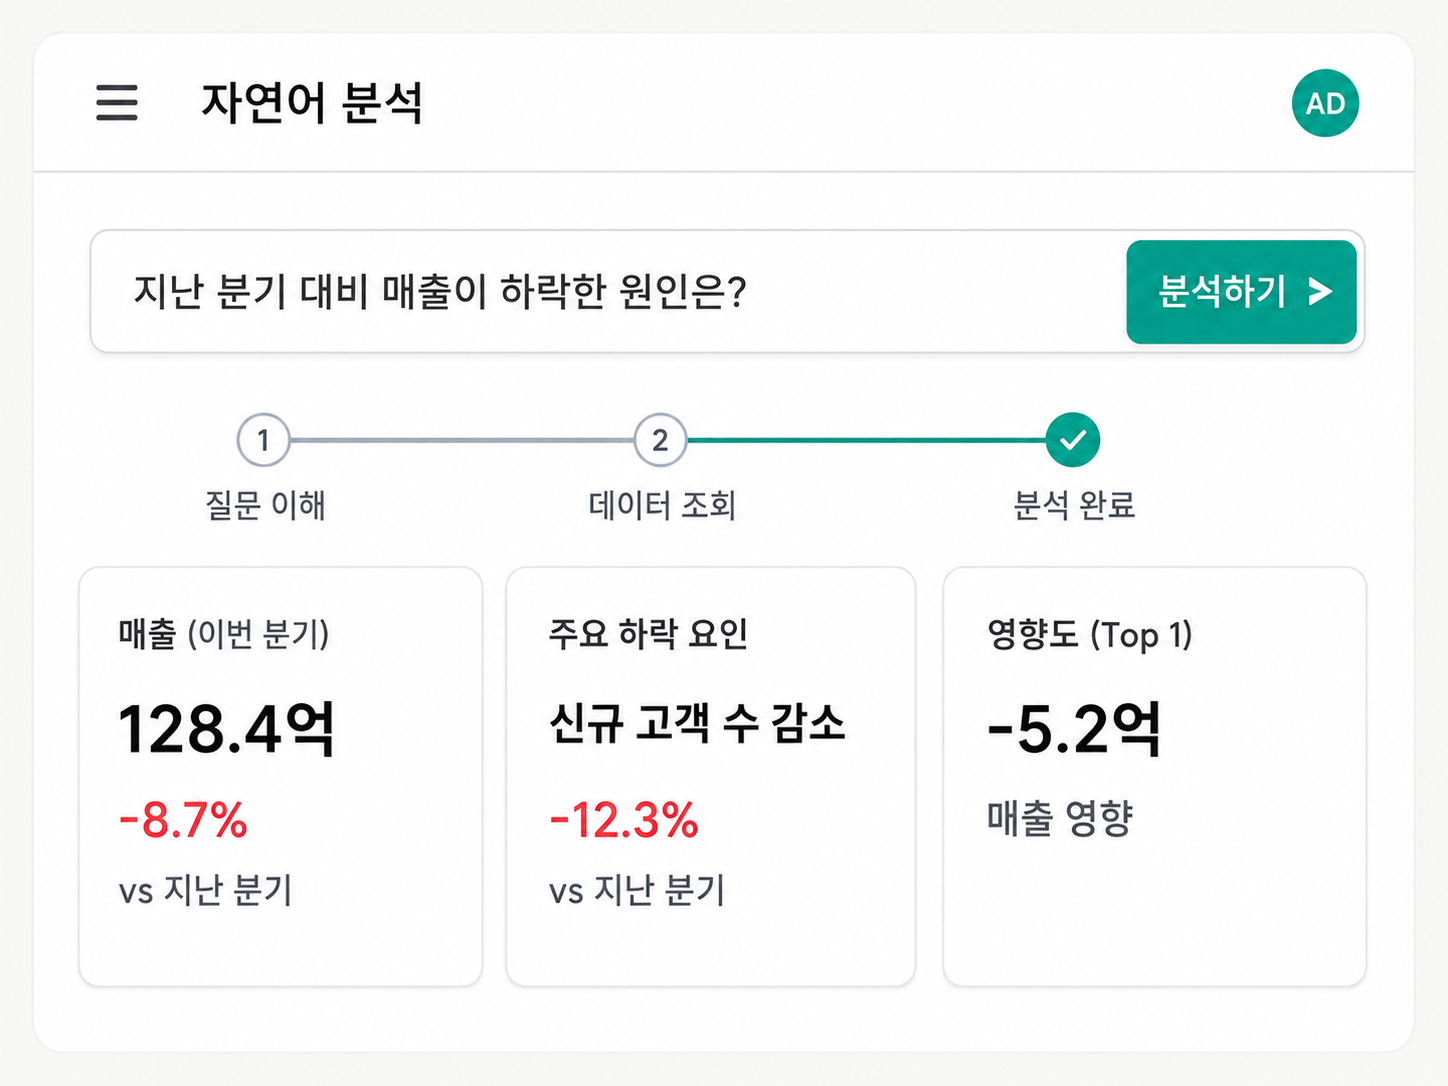 자연어 분석
AD
지난 분기 대비 매출이 하락한 원인은?
분석하기
1
2
질문 이해
데이터 조회
분석 완료
매출 (이번 분기)
128.4억
-8.7%
vs 지난 분기
주요 하락 요인
신규 고객 수 감소
-12.3%
vs 지난 분기
영향도 (Top 1)
-5.2억
매출 영향